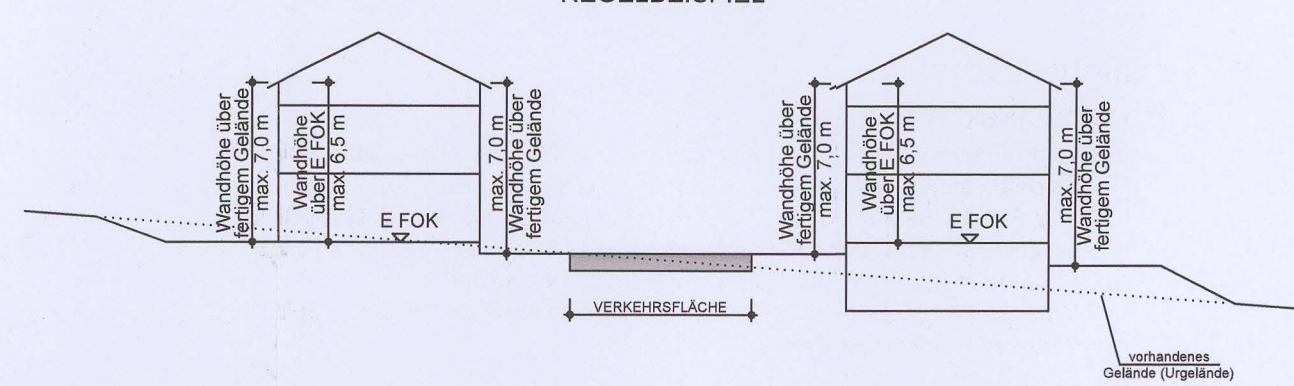 Wandhöhe über
fertigem Gelände
max. 7,0 m
Wandhöhe
über E FOK
max. 6,5 m
E FOK
max. 7,0 m
Wandhöhe über
fertigem Gelände
VERKEHRSFLÄCHE
Wandhöhe über
fertigem Gelände
max. 7,0 m
Wandhöhe
über E FOK
max. 6,5 m
E FOK
max. 7,0 m
Wandhöhe über
fertigem Gelände
vorhandenes
Gelände (Urgelände)